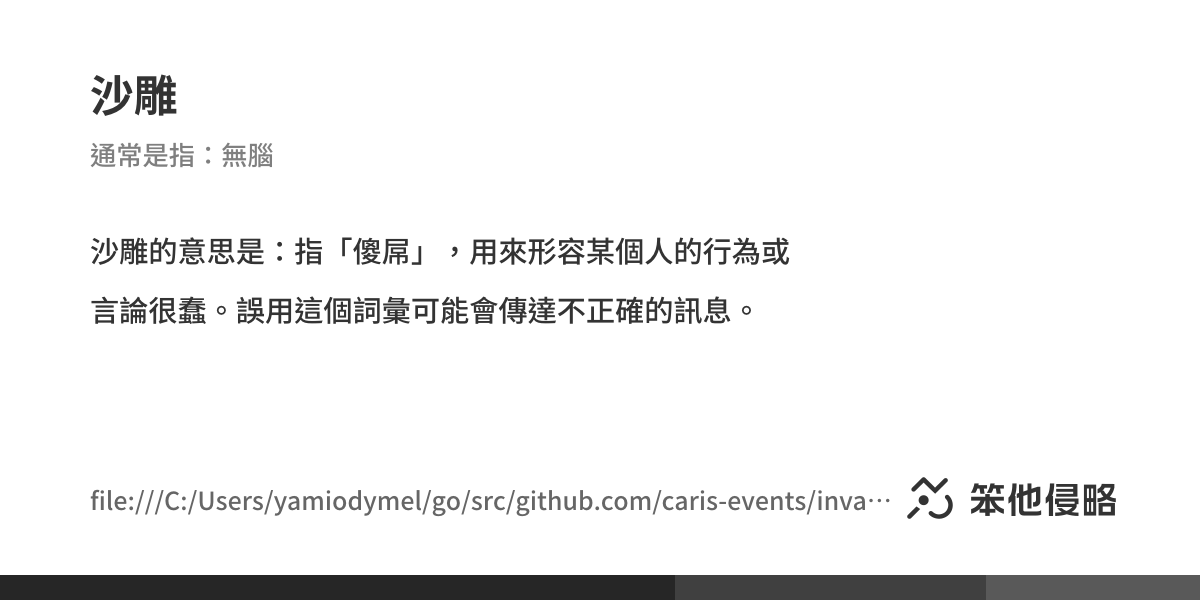 沙雕
通常是指：無腦
沙雕的意思是：指「傻屌」，用來形容某個人的行為或
言論很蠢。誤用這個詞彙可能會傳達不正確的訊息。
file:///C:/Users/yamiodymel/go/src/github.com/caris-events/inva…
笨他侵略